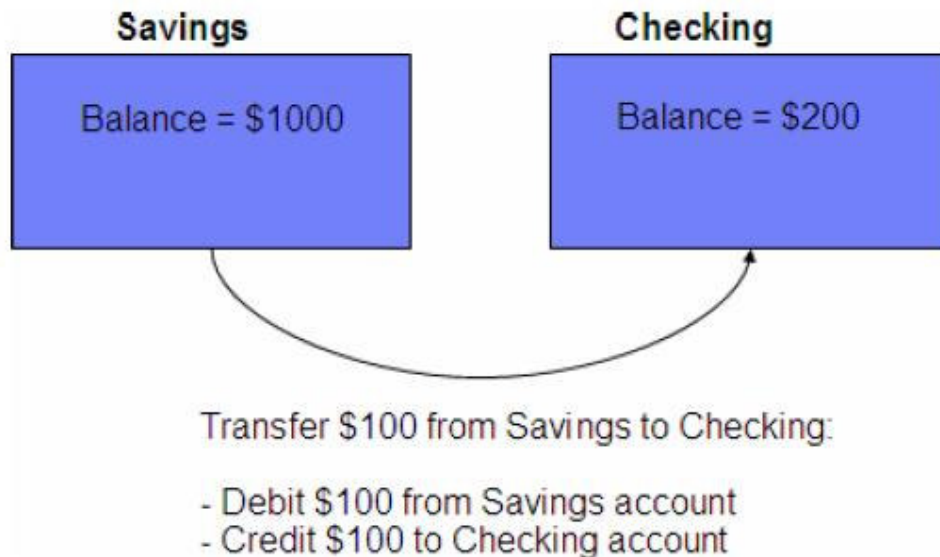 Savings
Checking
Balance = $1000
Balance = $200
Transfer $100 from Savings to Checking:
- Debit $100 from Savings account
- Credit $100 to Checking account